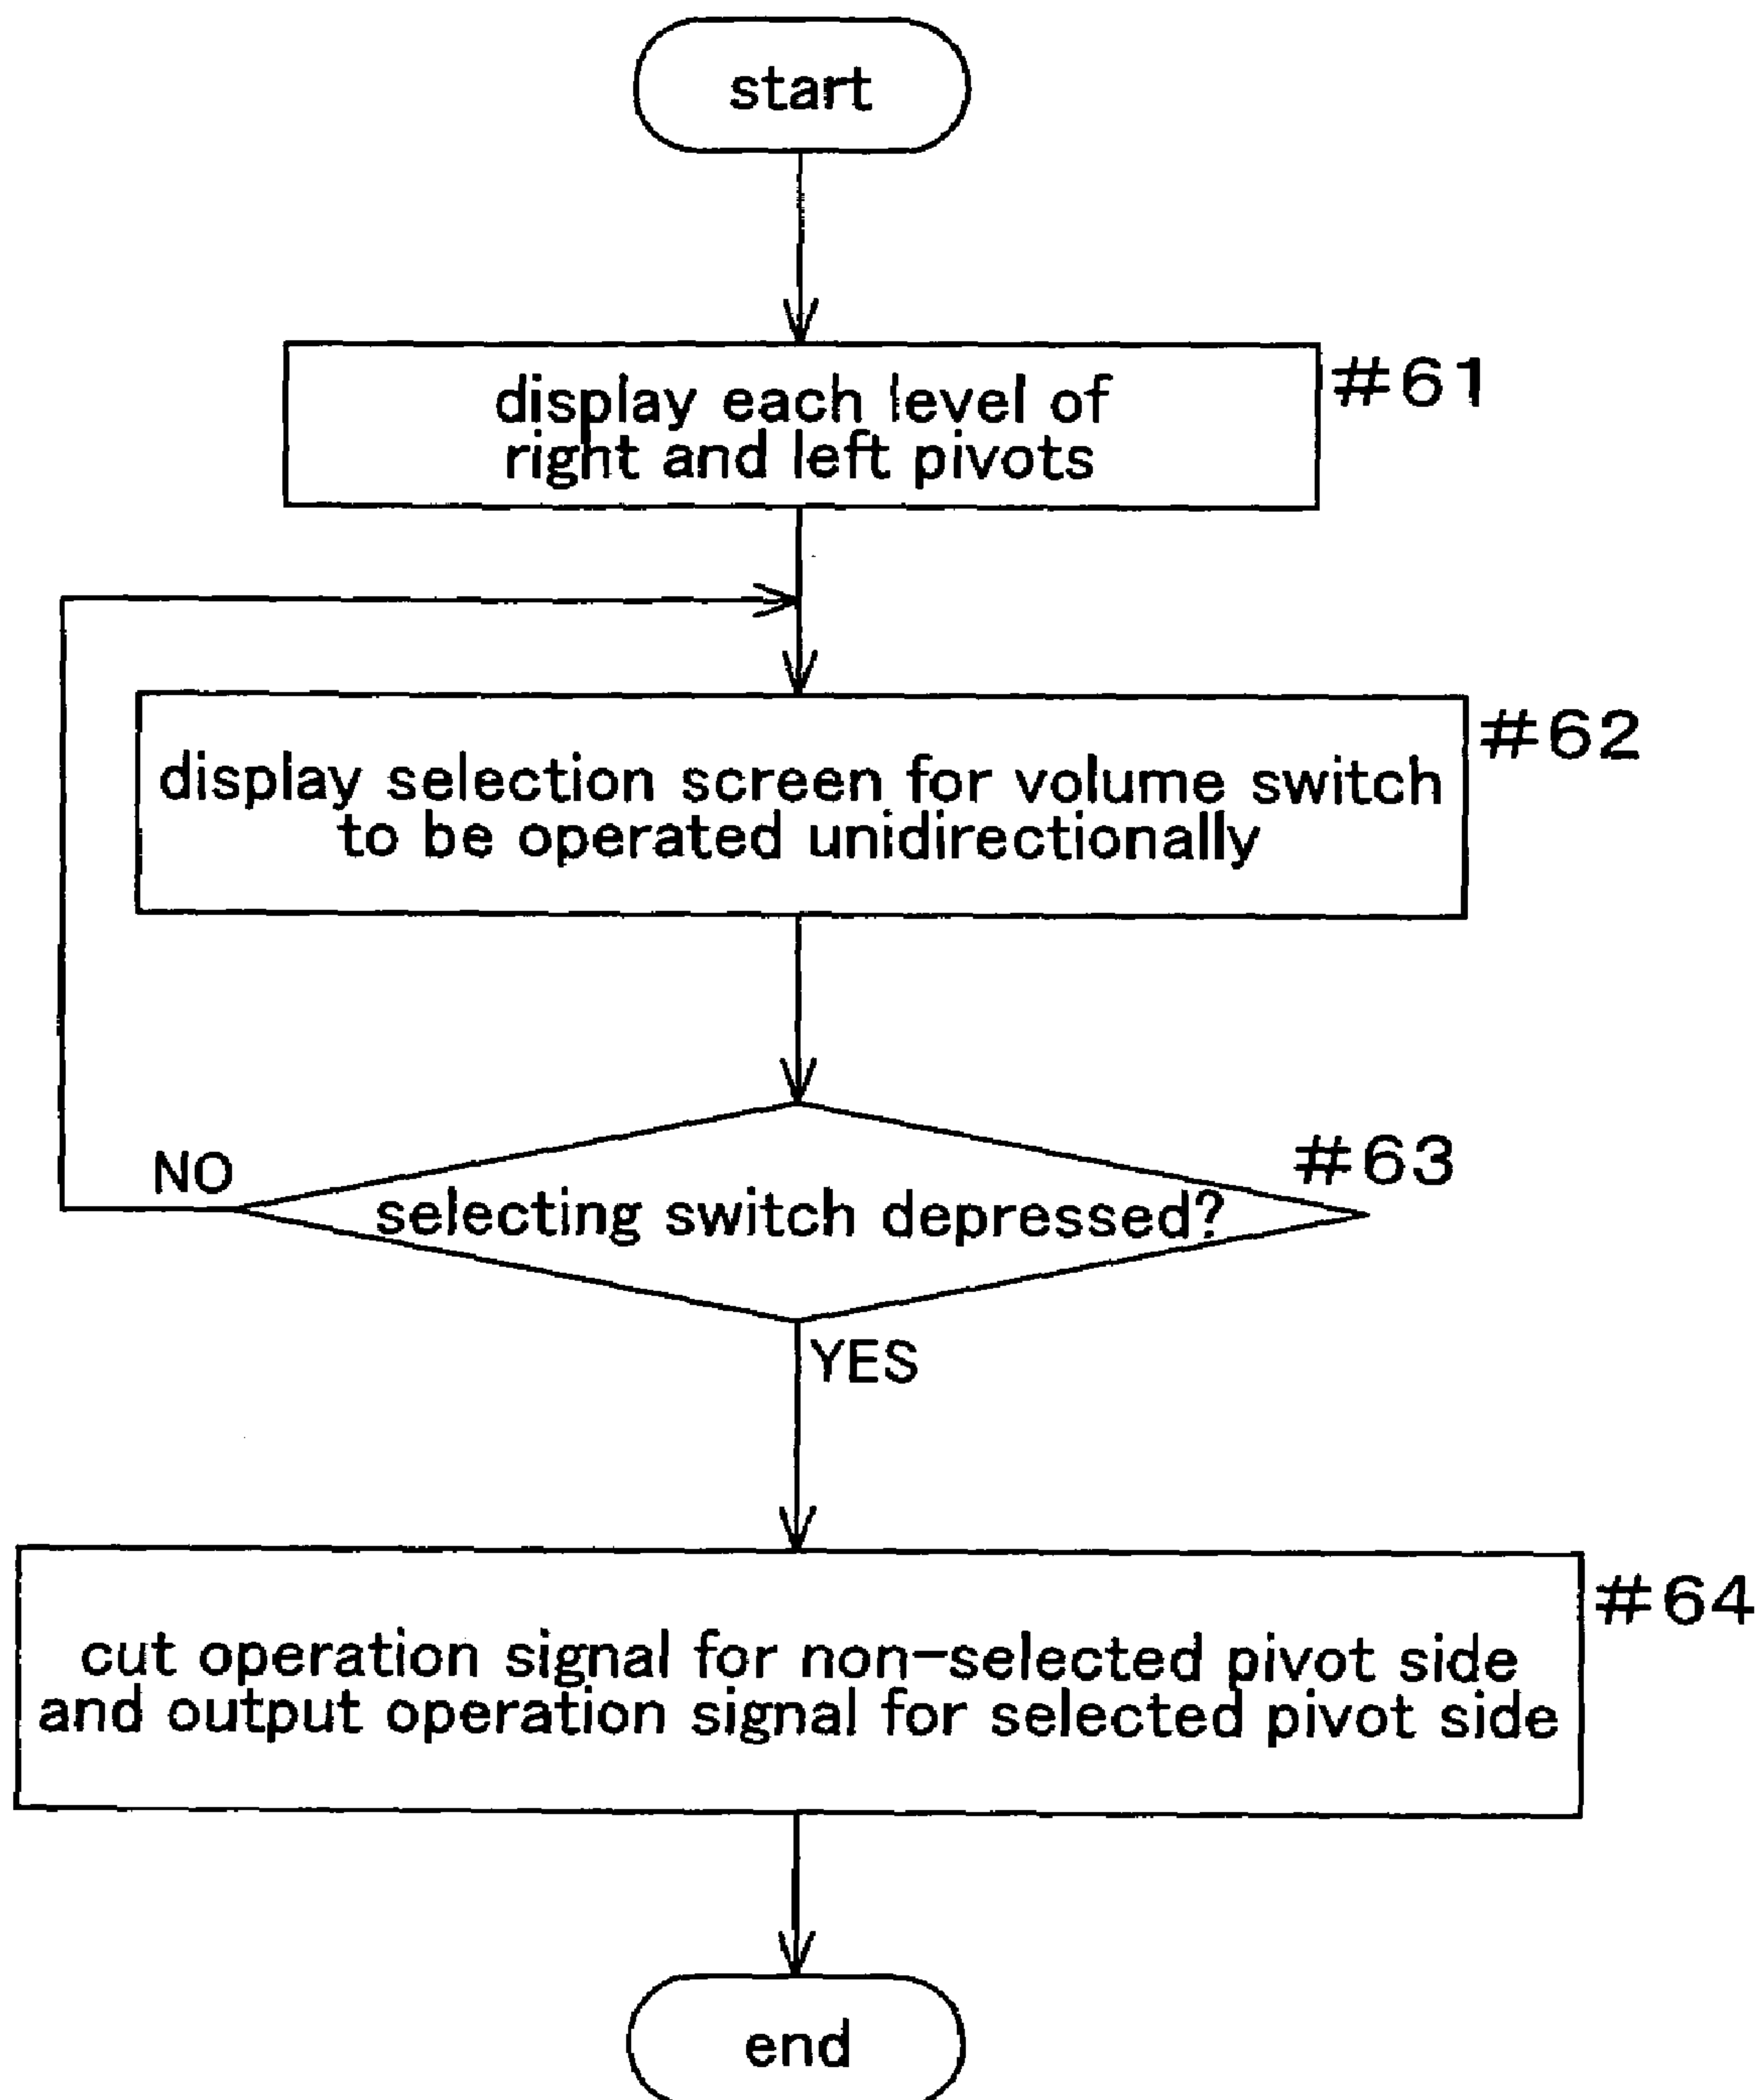 start
display each level of
right and left pivots
#61
display selection screen for volume switch
to be operated unidirectionally
#62
NO
selecting switch depressed?
#63
YES
cut operation signal for non-selected pivot side
and output operation signal for selected pivot side
#64
end